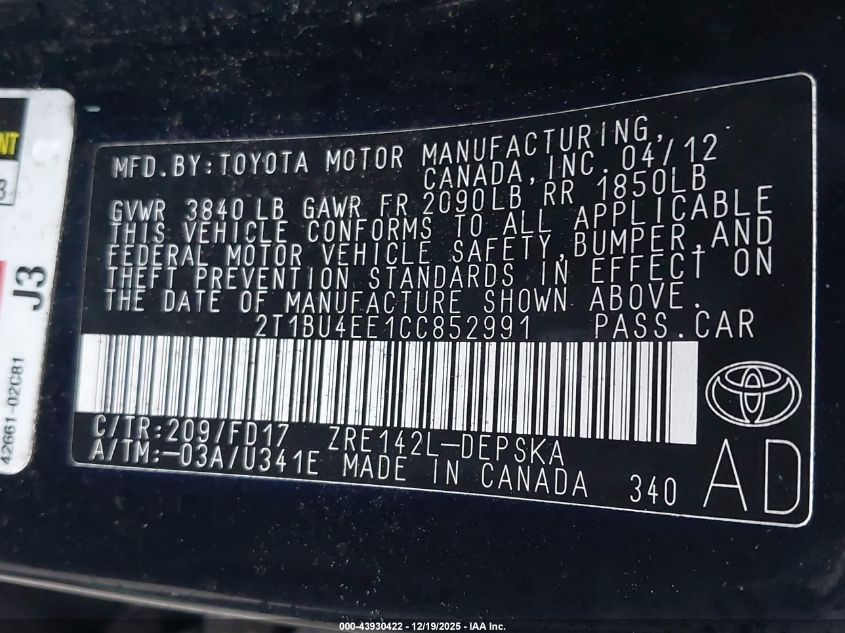 NT
3
J3
42661-02C81
MFD.BY:TOYOTA MOTOR MANUFACTURING,
CANADA,INC. 04/12
GVWR 3840LB GAWR FR 2090LB RR 1850LB
THIS VEHICLE CONFORMS TO ALL APPLICABLE
FEDERAL MOTOR VEHICLE SAFETY,BUMPER,AND
THEFT PREVENTION STANDARDS IN EFFECT ON
THE DATE OF MANUFACTURE SHOWN ABOVE.
2T1BU4EE1CC852991 PASS.CAR
C/TR:209/FD17 ZRE142L-DEPSKA
A/TM:-03A/U341E MADE IN CANADA 340
AD
000-43930422 - 12/19/2025 - IAA Inc.